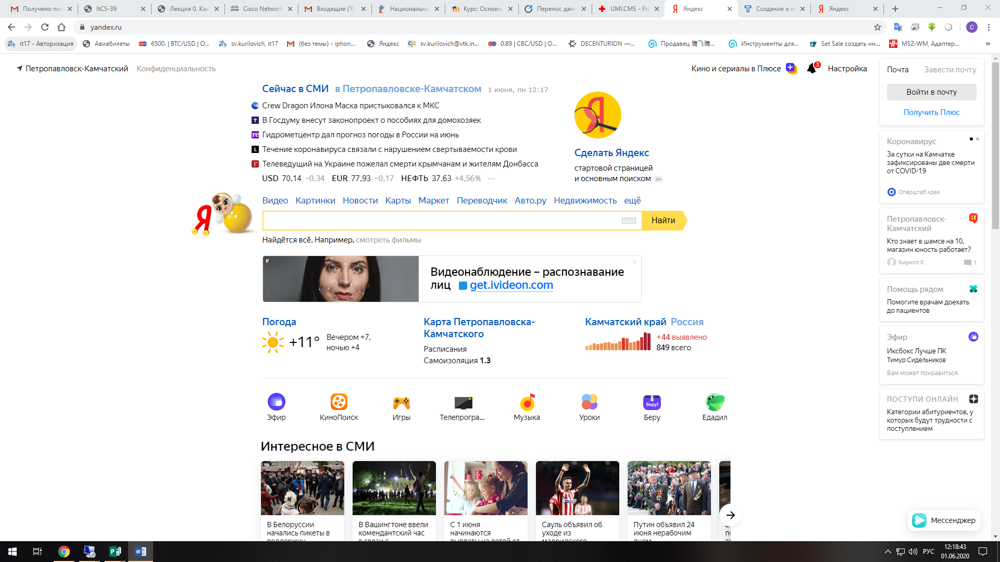 Получено пис
ItCS-39
Лекция 0. Как
Cisco Network
Входящие (1)
Национальна
Курс: Основы
Перенос данн
UMI.CMS - Ре
Яндекс
Создание и в
Яндекс
yandex.ru
С
it17 - Авторизация
Авиабилеты
6500. | BTC/USD | O...
sv.kurilovich, it17
(без темы) - iphon...
Яндекс
sv.kurilovich@vtk.in...
0.89 | CBC/USD | O...
DECENTURION —...
Продавец 腾飞腾...
Инструментты для...
Set Sale создать ин...
MS2-WM, Адаптер...
»
Петропавловск-Камчатский
Конфиденциальность
Кино и сериалы в Плюсе
3
Настройка
Сейчас в СМИ в Петропавловске-Камчатском 1 июня, пн 12:17
Crew Dragon Илона Маска пристыковался к МКС
В Госдуму внесут законопроект о пособиях для домохозяек
Гидрометцентр дал прогноз погоды в России на июнь
Течение коронавируса связали с нарушением свертываемости крови
Телеведущий на Украине пожелал смерти крымчанам и жителям Донбасса
USD 70,14 −0,34 EUR 77,93 −0,17 НЕФТЬ 37,63 +4,56% ···
Сделать Яндекс
стартовой страницей
и основным поиском 0+
Видео Картинки Новости Карты Маркет Переводчик Авто.ру Недвижимость ещё
Найти
Найдётся всё. Например, смотреть фильмы
₽
Видеонаблюдение – распознавание
лиц get.ivideon.com
Погода
+11°
Вечером +7,
ночью +4
Карта Петропавловска-
Камчатского
Расписания
Самоизоляция 1.3
Камчатский край Россия
+44 выявлено
849 всего
Эфир
КиноПоиск
Игры
Телепрогра...
Музыка
Уроки
беру!
Беру
Едадил
Интересное в СМИ
В Белоруссии
начались пикеты в
поддержку
В Вашингтоне ввели
комендантский час
в связи с
С 1 июня
начинаются
выплаты на детей от
Сауль объявил об
уходе из
мадридского
Путин объявил 24
июня нерабочим
днем
Почта
Завести почту
Войти в почту
Получить Плюс
Коронавирус
За сутки на Камчатке
зафиксированы две смерти
от COVID-19
Оперштаб края
Петропавловск-
Камчатский
Кто знает в шамсе на 10,
магазин юность работает?
Кирилл Х.
1
Помощь рядом
Помогите врачам доехать
до пациентов
Эфир
Иксбокс Лучше ПК
Тимур Сидельников
Вам может понравиться
ПОСТУПИ ОНЛАЙН
Категории абитуриентов, у
которых будут трудности с
поступлением
Мессенджер
РУС
12:18:43
01.06.2020